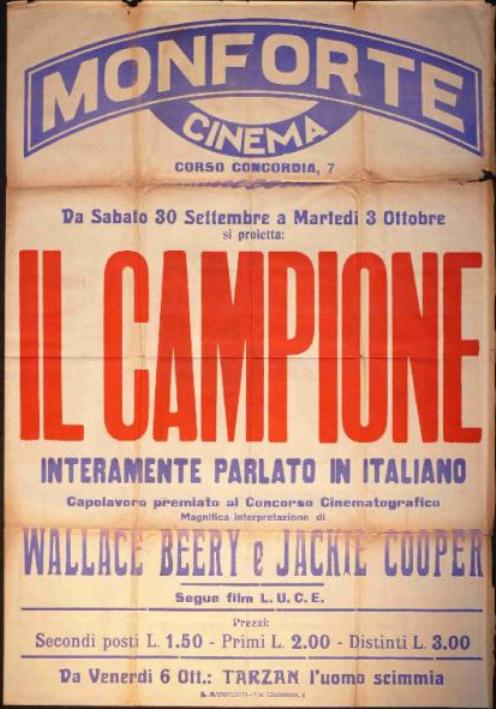 MONFORTE
CINEMA
CORSO CONCORDIA, 7
Da Sabato 30 Settembre a Martedì 3 Ottobre
si proietta:
IL CAMPIONE
INTERAMENTE PARLATO IN ITALIANO
Capolavoro premiato al Concorso Cinematografico
Magnifica interpretazione di
WALLACE BEERY e JACKIE COOPER
Segue film L. U. C. E.
Prezzi:
Secondi posti L. 1.50 - Primi L. 2.00 - Distinti L. 3.00
Da Venerdì 6 Ott.: TARZAN l'uomo scimmia